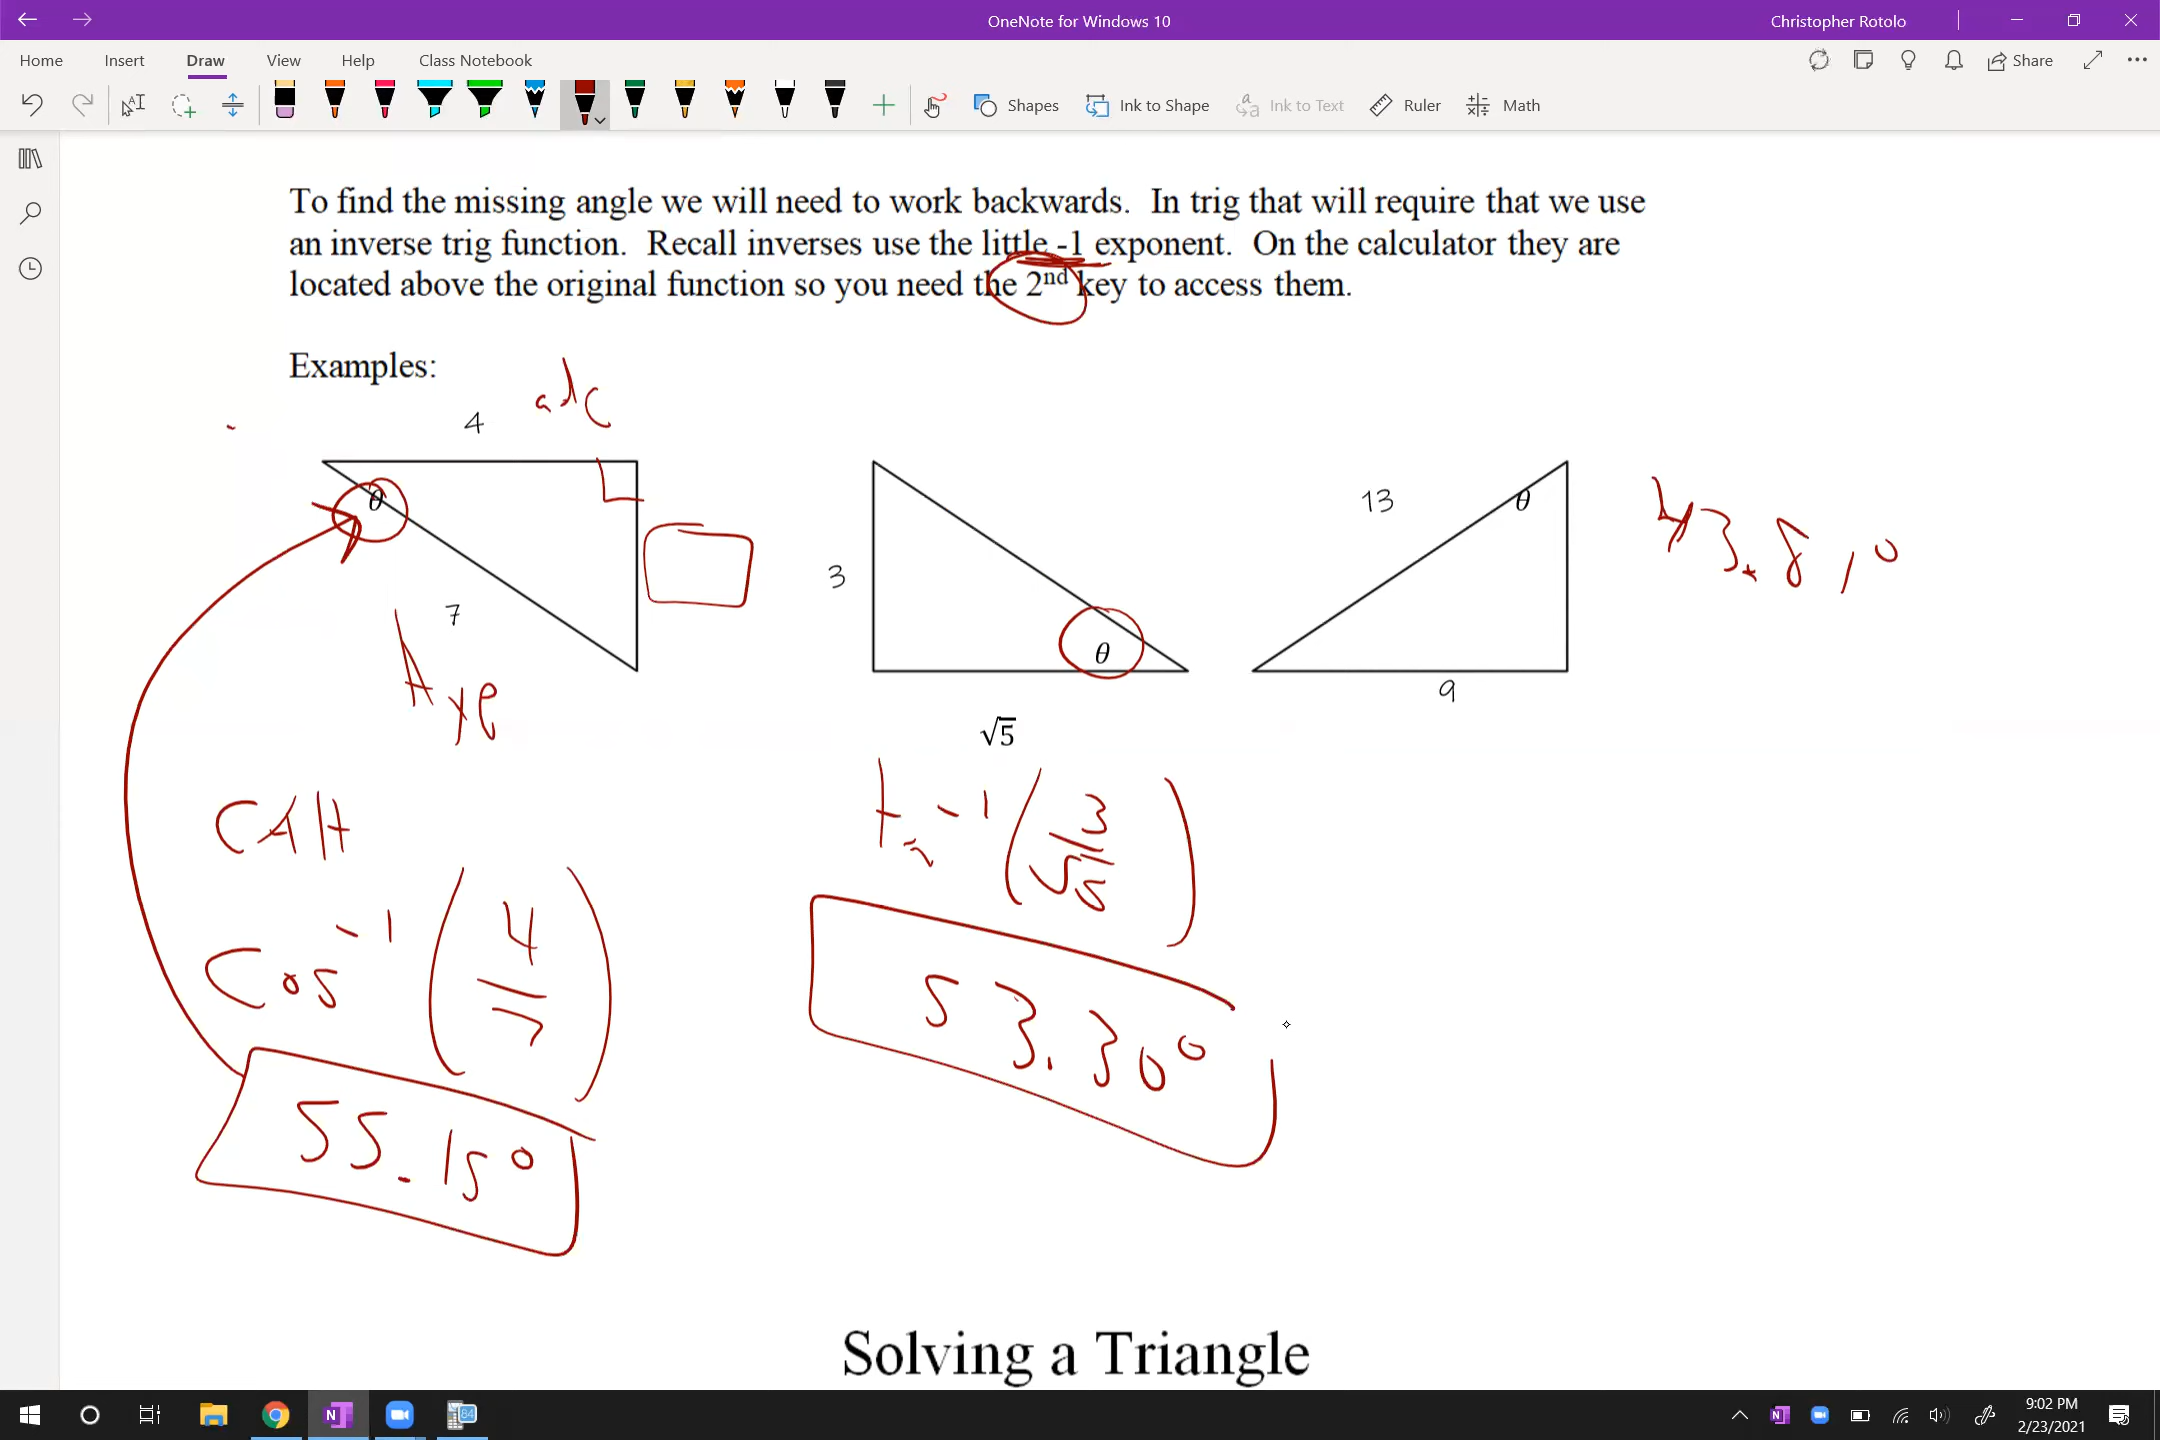 OneNote for Windows 10
Christopher Rotolo
Home Insert Draw View Help Class Notebook
Share
Shapes Ink to Shape Ink to Text Ruler Math
To find the missing angle we will need to work backwards. In trig that will require that we use
an inverse trig function. Recall inverses use the little -1 exponent. On the calculator they are
located above the original function so you need the 2nd key to access them.
Examples:
4
θ
7
3
θ
√5
13
θ
9
43.81°
CAH
Cos⁻¹ (4/7)
55.15°
(3/√5)
53.30°
Solving a Triangle
9:02 PM
2/23/2021